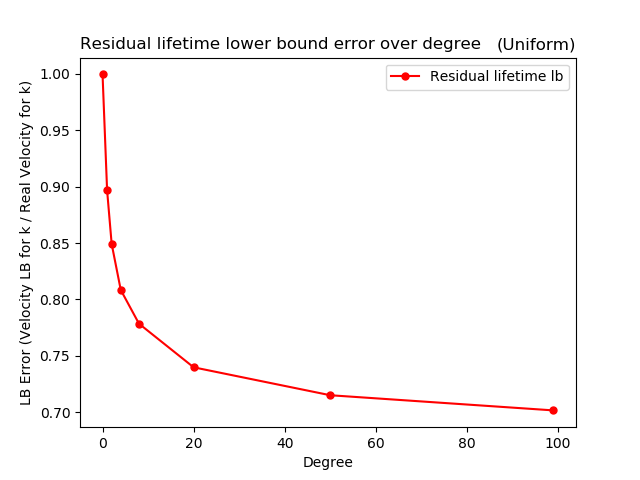 Residual lifetime lower bound error over degree (Uniform)
Residual lifetime lb
LB Error (Velocity LB for k / Real Velocity for k)
1.00
0.95
0.90
0.85
0.80
0.75
0.70
0 20 40 60 80 100
Degree